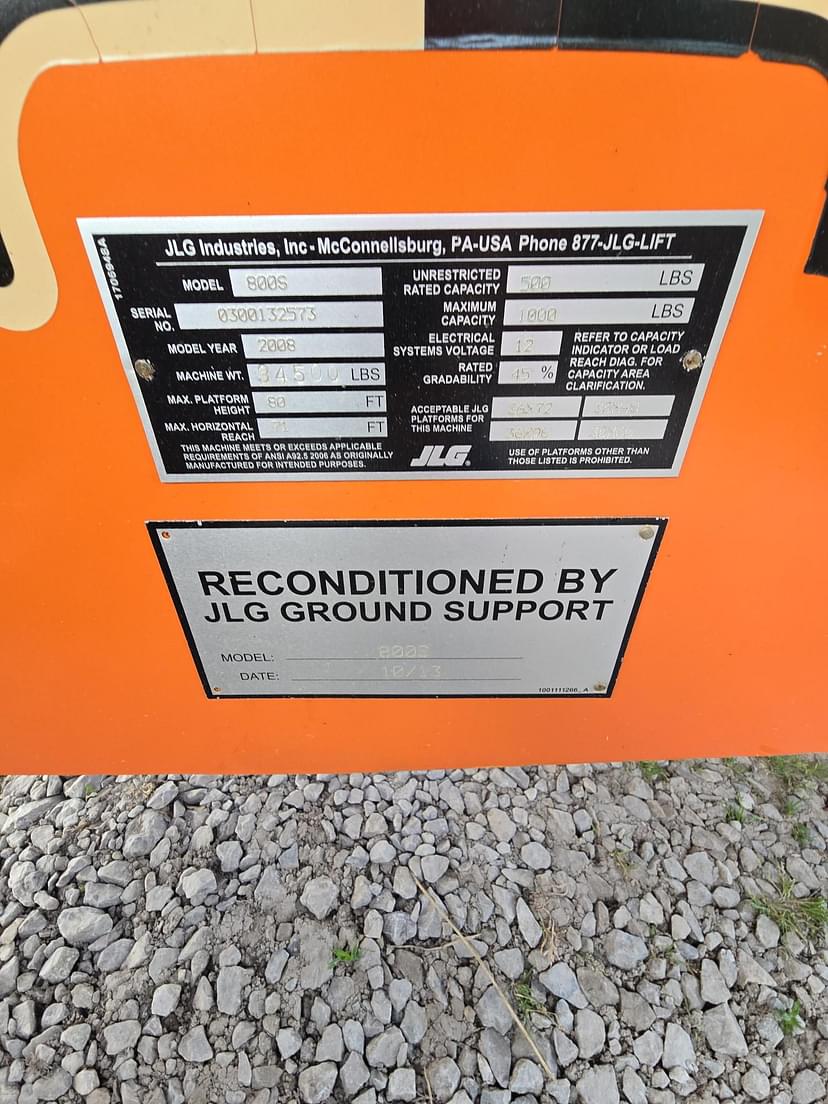 1706948A
JLG Industries, Inc - McConnellsburg, PA-USA Phone 877-JLG-LIFT
MODEL 800S
SERIAL NO. 0300132573
MODEL YEAR 2008
MACHINE WT. 34500 LBS
MAX. PLATFORM HEIGHT 80 FT
MAX. HORIZONTAL REACH 71 FT
THIS MACHINE MEETS OR EXCEEDS APPLICABLE
REQUIREMENTS OF ANSI A92.5 2006 AS ORIGINALLY
MANUFACTURED FOR INTENDED PURPOSES.
UNRESTRICTED
RATED CAPACITY 500 LBS
MAXIMUM
CAPACITY 1000 LBS
ELECTRICAL
SYSTEMS VOLTAGE 12
RATED
GRADABILITY 45 %
REFER TO CAPACITY
INDICATOR OR LOAD
REACH DIAG. FOR
CAPACITY AREA
CLARIFICATION.
ACCEPTABLE JLG
PLATFORMS FOR
THIS MACHINE
36X72
36X96
JLG®
USE OF PLATFORMS OTHER THAN
THOSE LISTED IS PROHIBITED.
RECONDITIONED BY
JLG GROUND SUPPORT
MODEL: 800S
DATE: 10/13
1001111266_A